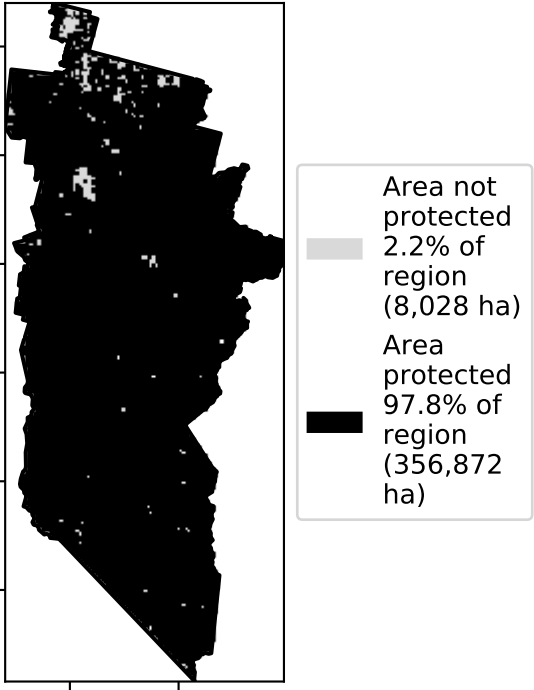 Area not
protected
2.2% of
region
(8,028 ha)
Area
protected
97.8% of
region
(356,872
ha)